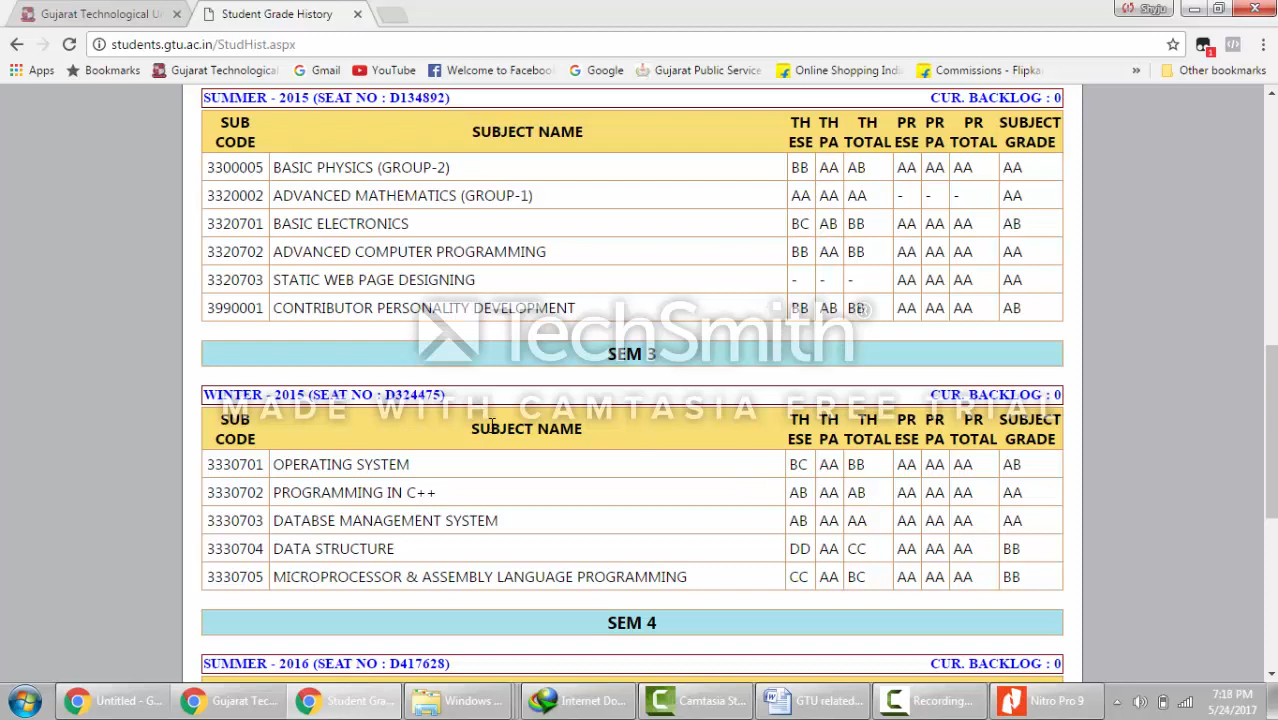 Gujarat Technological U
Student Grade History
Shyju
students.gtu.ac.in/StudHist.aspx
1
Apps Bookmarks Gujarat Technological Gmail YouTube Welcome to Faceboo Google Gujarat Public Service Online Shopping Indi Commissions - Flipka » Other bookmarks
SUMMER - 2015 (SEAT NO : D134892) CUR. BACKLOG : 0
SUB CODE SUBJECT NAME TH ESE TH PA TH TOTAL PR ESE PR PA PR TOTAL SUBJECT GRADE
3300005 BASIC PHYSICS (GROUP-2) BB AA AB AA AA AA AA
3320002 ADVANCED MATHEMATICS (GROUP-1) AA AA AA - - - AA
3320701 BASIC ELECTRONICS BC AB BB AA AA AA AB
3320702 ADVANCED COMPUTER PROGRAMMING BB AA BB AA AA AA AA
3320703 STATIC WEB PAGE DESIGNING - - - AA AA AA AA
3990001 CONTRIBUTOR PERSONALITY DEVELOPMENT BB AB BB AA AA AA AB
TechSmith®
SEM 3
WINTER - 2015 (SEAT NO : D324475) CUR. BACKLOG : 0
MADE WITH CAMTASIA FREE TRIAL
SUB CODE SUBJECT NAME TH ESE TH PA TH TOTAL PR ESE PR PA PR TOTAL SUBJECT GRADE
3330701 OPERATING SYSTEM BC AA BB AA AA AA AB
3330702 PROGRAMMING IN C++ AB AA AB AA AA AA AA
3330703 DATABSE MANAGEMENT SYSTEM AB AA AA AA AA AA AA
3330704 DATA STRUCTURE DD AA CC AA AA AA BB
3330705 MICROPROCESSOR & ASSEMBLY LANGUAGE PROGRAMMING CC AA BC AA AA AA BB
SEM 4
SUMMER - 2016 (SEAT NO : D417628) CUR. BACKLOG : 0
Untitled - G... Gujarat Tec... Student Gra... Windows ... Internet Do... Camtasia St... GTU related... Recording... Nitro Pro 9
7:18 PM
5/24/2017